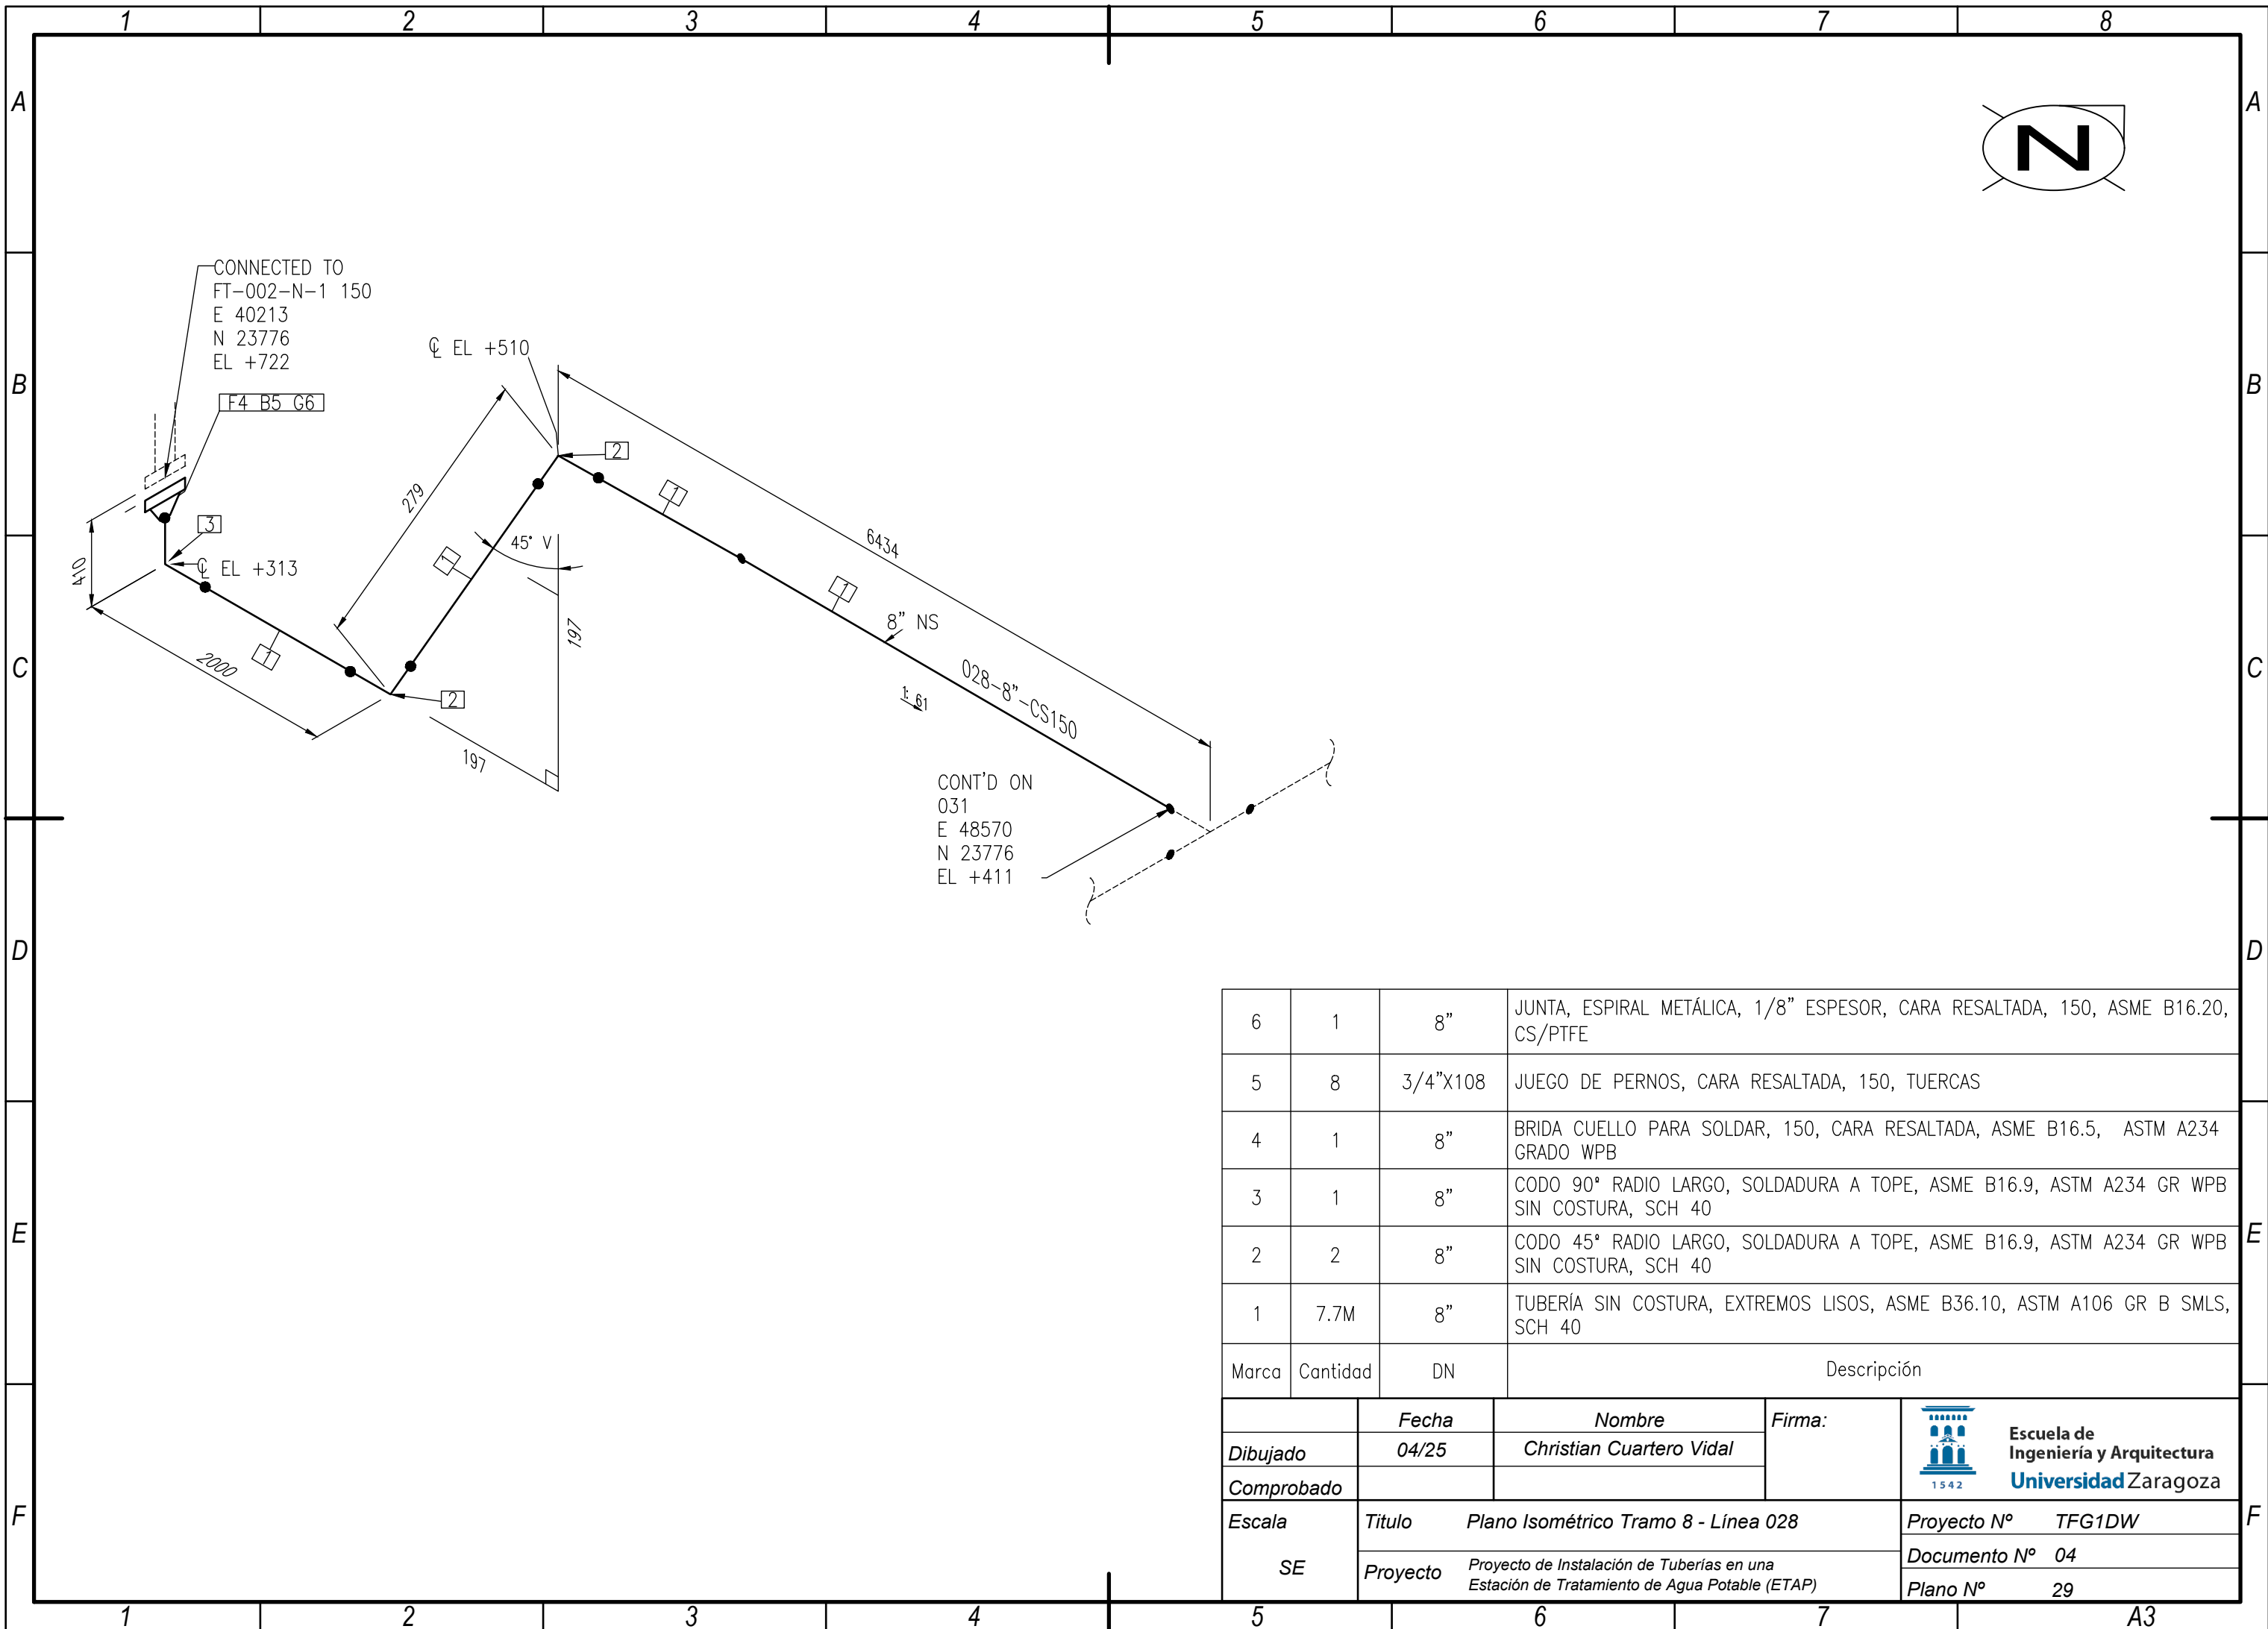 1 2 3 4 5 6 7 8
A A
N
CONNECTED TO
FT-002-N-1 150
E 40213
N 23776
EL +722
F4 B5 G6
℄ EL +510
B B
2
279
1
3
45° V
6434
410
℄ EL +313
1
1
8" NS
197
1
2000
C C
2
028-8"-CS150
1: 61
197
CONT'D ON
031
E 48570
N 23776
EL +411
D D
6 1 8" JUNTA, ESPIRAL METÁLICA, 1/8" ESPESOR, CARA RESALTADA, 150, ASME B16.20,
CS/PTFE
5 8 3/4"X108 JUEGO DE PERNOS, CARA RESALTADA, 150, TUERCAS
4 1 8" BRIDA CUELLO PARA SOLDAR, 150, CARA RESALTADA, ASME B16.5, ASTM A234
GRADO WPB
3 1 8" CODO 90° RADIO LARGO, SOLDADURA A TOPE, ASME B16.9, ASTM A234 GR WPB
SIN COSTURA, SCH 40
E E
2 2 8" CODO 45° RADIO LARGO, SOLDADURA A TOPE, ASME B16.9, ASTM A234 GR WPB
SIN COSTURA, SCH 40
1 7.7M 8" TUBERÍA SIN COSTURA, EXTREMOS LISOS, ASME B36.10, ASTM A106 GR B SMLS,
SCH 40
Marca Cantidad DN Descripción
Fecha Nombre Firma:
Dibujado 04/25 Christian Cuartero Vidal
Comprobado
1542
Escuela de
Ingeniería y Arquitectura
Universidad Zaragoza
F F
Escala
SE
Titulo Plano Isométrico Tramo 8 - Línea 028
Proyecto Proyecto de Instalación de Tuberías en una
Estación de Tratamiento de Agua Potable (ETAP)
Proyecto Nº TFG1DW
Documento Nº 04
Plano Nº 29
1 2 3 4 5 6 7 A3